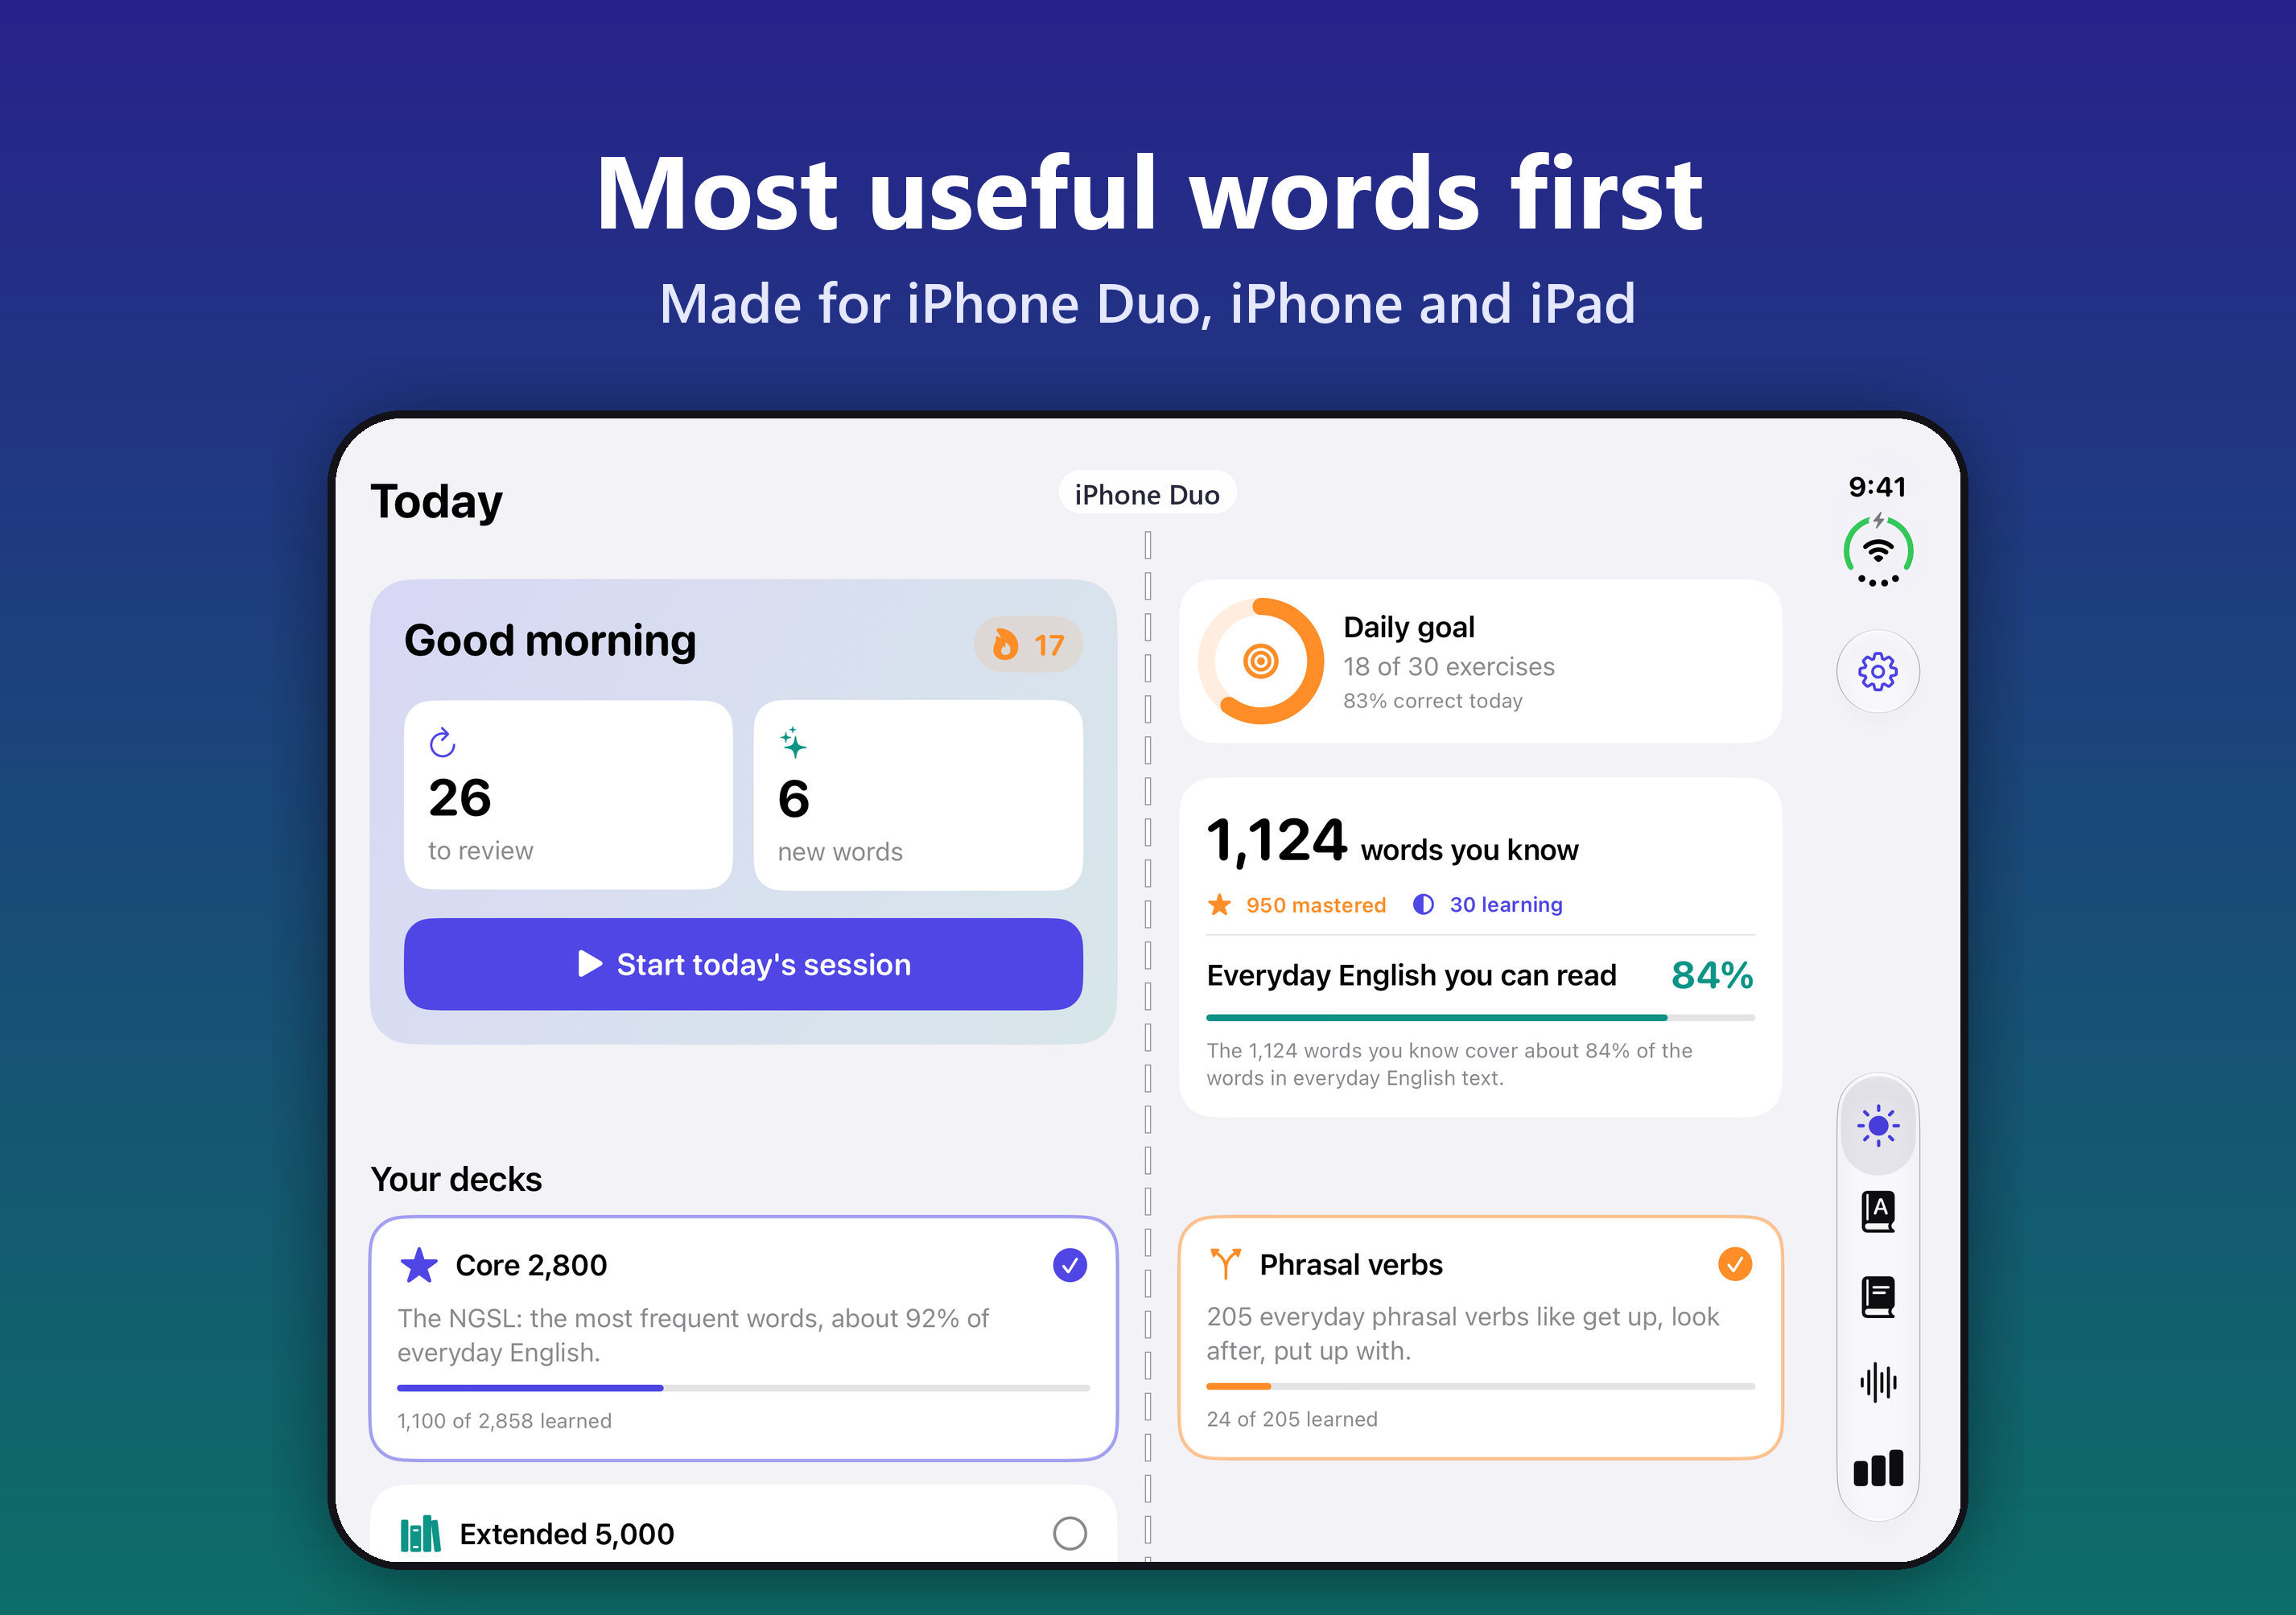 Most useful words first
Made for iPhone Duo, iPhone and iPad
Today
iPhone Duo
9:41
Good morning
17
26
to review
6
new words
Start today's session
Daily goal
18 of 30 exercises
83% correct today
1,124 words you know
950 mastered
30 learning
Everyday English you can read
84%
The 1,124 words you know cover about 84% of the
words in everyday English text.
Your decks
Core 2,800
The NGSL: the most frequent words, about 92% of
everyday English.
1,100 of 2,858 learned
Phrasal verbs
205 everyday phrasal verbs like get up, look
after, put up with.
24 of 205 learned
Extended 5,000
A